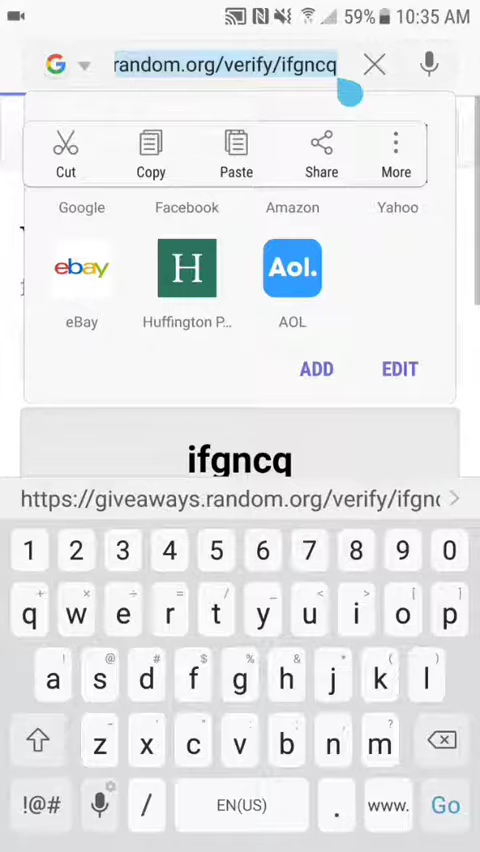 59% 10:35 AM
random.org/verify/ifgncq
Cut Copy Paste Share More
Google Facebook Amazon Yahoo
ebay H Aol.
eBay Huffington P... AOL
ADD EDIT
ifgncq
https://giveaways.random.org/verify/ifgnc
1 2 3 4 5 6 7 8 9 0
+ × ÷ = / _ < > [ ]
q w e r t y u i o p
! @ # $ % & * ( )
a s d f g h j k l
- ' " : ; , ?
z x c v b n m
!@# / EN(US) . www. Go